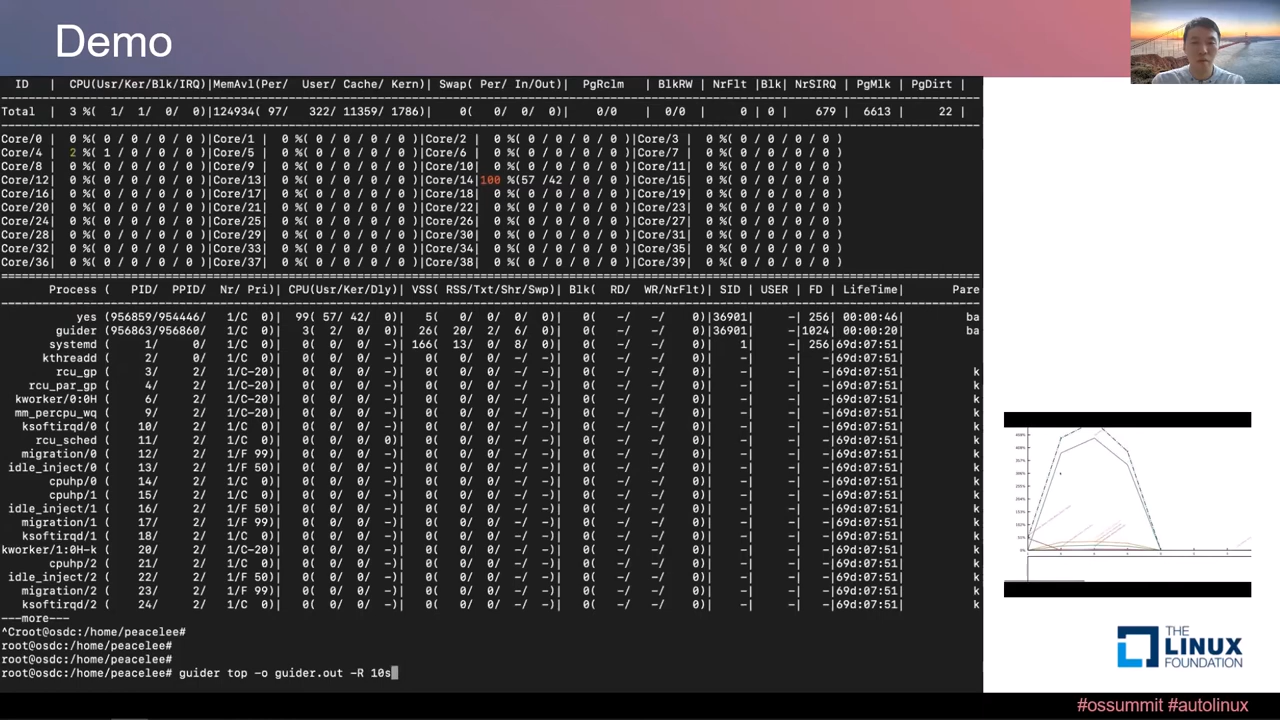 Demo
ID | CPU(Usr/Ker/Blk/IRQ)|MemAvl(Per/ User/ Cache/ Kern)| Swap( Per/ In/Out)| PgRclm | BlkRW | NrFlt |Blk| NrSIRQ | PgMlk | PgDirt |
Total | 3 %( 1/ 1/ 0/ 0)|124934( 97/ 322/ 11359/ 1786)| 0( 0/ 0/ 0)| 0/0 | 0/0 | 0 | 0 | 679 | 6613 | 22 |
Core/0 | 0 %( 0 / 0 / 0 / 0 )|Core/1 | 0 %( 0 / 0 / 0 / 0 )|Core/2 | 0 %( 0 / 0 / 0 / 0 )|Core/3 | 0 %( 0 / 0 / 0 / 0 )
Core/4 | 2 %( 1 / 0 / 0 / 0 )|Core/5 | 0 %( 0 / 0 / 0 / 0 )|Core/6 | 0 %( 0 / 0 / 0 / 0 )|Core/7 | 0 %( 0 / 0 / 0 / 0 )
Core/8 | 0 %( 0 / 0 / 0 / 0 )|Core/9 | 0 %( 0 / 0 / 0 / 0 )|Core/10| 0 %( 0 / 0 / 0 / 0 )|Core/11| 0 %( 0 / 0 / 0 / 0 )
Core/12| 0 %( 0 / 0 / 0 / 0 )|Core/13| 0 %( 0 / 0 / 0 / 0 )|Core/14|100 %(57 /42 / 0 / 0 )|Core/15| 0 %( 0 / 0 / 0 / 0 )
Core/16| 0 %( 0 / 0 / 0 / 0 )|Core/17| 0 %( 0 / 0 / 0 / 0 )|Core/18| 0 %( 0 / 0 / 0 / 0 )|Core/19| 0 %( 0 / 0 / 0 / 0 )
Core/20| 0 %( 0 / 0 / 0 / 0 )|Core/21| 0 %( 0 / 0 / 0 / 0 )|Core/22| 0 %( 0 / 0 / 0 / 0 )|Core/23| 0 %( 0 / 0 / 0 / 0 )
Core/24| 0 %( 0 / 0 / 0 / 0 )|Core/25| 0 %( 0 / 0 / 0 / 0 )|Core/26| 0 %( 0 / 0 / 0 / 0 )|Core/27| 0 %( 0 / 0 / 0 / 0 )
Core/28| 0 %( 0 / 0 / 0 / 0 )|Core/29| 0 %( 0 / 0 / 0 / 0 )|Core/30| 0 %( 0 / 0 / 0 / 0 )|Core/31| 0 %( 0 / 0 / 0 / 0 )
Core/32| 0 %( 0 / 0 / 0 / 0 )|Core/33| 0 %( 0 / 0 / 0 / 0 )|Core/34| 0 %( 0 / 0 / 0 / 0 )|Core/35| 0 %( 0 / 0 / 0 / 0 )
Core/36| 0 %( 0 / 0 / 0 / 0 )|Core/37| 0 %( 0 / 0 / 0 / 0 )|Core/38| 0 %( 0 / 0 / 0 / 0 )|Core/39| 0 %( 0 / 0 / 0 / 0 )
Process ( PID/ PPID/ Nr/ Pri)| CPU(Usr/Ker/Dly)| VSS( RSS/Txt/Shr/Swp)| Blk( RD/ WR/NrFlt)| SID | USER | FD | LifeTime| Pare
yes (956859/954446/ 1/C 0)| 99( 57/ 42/ 0)| 5( 0/ 0/ 0/ 0)| 0( -/ -/ 0)|36901| -| 256| 00:00:46| ba
guider (956863/956860/ 1/C 0)| 3( 0/ 2/ 0)| 26( 20/ 2/ 6/ 0)| 0( -/ -/ 0)|36901| -|1024| 00:00:20| ba
systemd ( 1/ 0/ 1/C 0)| 0( 0/ 0/ -)| 166( 13/ 0/ 8/ 0)| 0( -/ -/ 0)| 1| -| 256|69d:07:51|
kthreadd ( 2/ 0/ 1/C 0)| 0( 0/ 0/ -)| 0( 0/ 0/ -/ -)| 0( -/ -/ 0)| -| -| -|69d:07:51|
rcu_gp ( 3/ 2/ 1/C-20)| 0( 0/ 0/ -)| 0( 0/ 0/ -/ -)| 0( -/ -/ 0)| -| -| -|69d:07:51| k
rcu_par_gp ( 4/ 2/ 1/C-20)| 0( 0/ 0/ -)| 0( 0/ 0/ -/ -)| 0( -/ -/ 0)| -| -| -|69d:07:51| k
kworker/0:0H ( 6/ 2/ 1/C-20)| 0( 0/ 0/ -)| 0( 0/ 0/ -/ -)| 0( -/ -/ 0)| -| -| -|69d:07:51| k
mm_percpu_wq ( 9/ 2/ 1/C-20)| 0( 0/ 0/ -)| 0( 0/ 0/ -/ -)| 0( -/ -/ 0)| -| -| -|69d:07:51| k
ksoftirqd/0 ( 10/ 2/ 1/C 0)| 0( 0/ 0/ -)| 0( 0/ 0/ -/ -)| 0( -/ -/ 0)| -| -| -|69d:07:51| k
rcu_sched ( 11/ 2/ 1/C 0)| 0( 0/ 0/ 0)| 0( 0/ 0/ -/ -)| 0( -/ -/ 0)| -| -| -|69d:07:51| k
migration/0 ( 12/ 2/ 1/F 99)| 0( 0/ 0/ -)| 0( 0/ 0/ -/ -)| 0( -/ -/ 0)| -| -| -|69d:07:51| k
idle_inject/0 ( 13/ 2/ 1/F 50)| 0( 0/ 0/ -)| 0( 0/ 0/ -/ -)| 0( -/ -/ 0)| -| -| -|69d:07:51| k
cpuhp/0 ( 14/ 2/ 1/C 0)| 0( 0/ 0/ -)| 0( 0/ 0/ -/ -)| 0( -/ -/ 0)| -| -| -|69d:07:51| k
cpuhp/1 ( 15/ 2/ 1/C 0)| 0( 0/ 0/ -)| 0( 0/ 0/ -/ -)| 0( -/ -/ 0)| -| -| -|69d:07:51| k
idle_inject/1 ( 16/ 2/ 1/F 50)| 0( 0/ 0/ -)| 0( 0/ 0/ -/ -)| 0( -/ -/ 0)| -| -| -|69d:07:51| k
migration/1 ( 17/ 2/ 1/F 99)| 0( 0/ 0/ -)| 0( 0/ 0/ -/ -)| 0( -/ -/ 0)| -| -| -|69d:07:51| k
ksoftirqd/1 ( 18/ 2/ 1/C 0)| 0( 0/ 0/ -)| 0( 0/ 0/ -/ -)| 0( -/ -/ 0)| -| -| -|69d:07:51| k
kworker/1:0H-k ( 20/ 2/ 1/C-20)| 0( 0/ 0/ -)| 0( 0/ 0/ -/ -)| 0( -/ -/ 0)| -| -| -|69d:07:51| k
cpuhp/2 ( 21/ 2/ 1/C 0)| 0( 0/ 0/ -)| 0( 0/ 0/ -/ -)| 0( -/ -/ 0)| -| -| -|69d:07:51| k
idle_inject/2 ( 22/ 2/ 1/F 50)| 0( 0/ 0/ -)| 0( 0/ 0/ -/ -)| 0( -/ -/ 0)| -| -| -|69d:07:51| k
migration/2 ( 23/ 2/ 1/F 99)| 0( 0/ 0/ -)| 0( 0/ 0/ -/ -)| 0( -/ -/ 0)| -| -| -|69d:07:51| k
ksoftirqd/2 ( 24/ 2/ 1/C 0)| 0( 0/ 0/ -)| 0( 0/ 0/ -/ -)| 0( -/ -/ 0)| -| -| -|69d:07:51| k
---more---
^Croot@osdc:/home/peacelee#
root@osdc:/home/peacelee#
root@osdc:/home/peacelee#
root@osdc:/home/peacelee# guider top -o guider.out -R 10s
THE
LINUX
FOUNDATION
#ossummit #autolinux